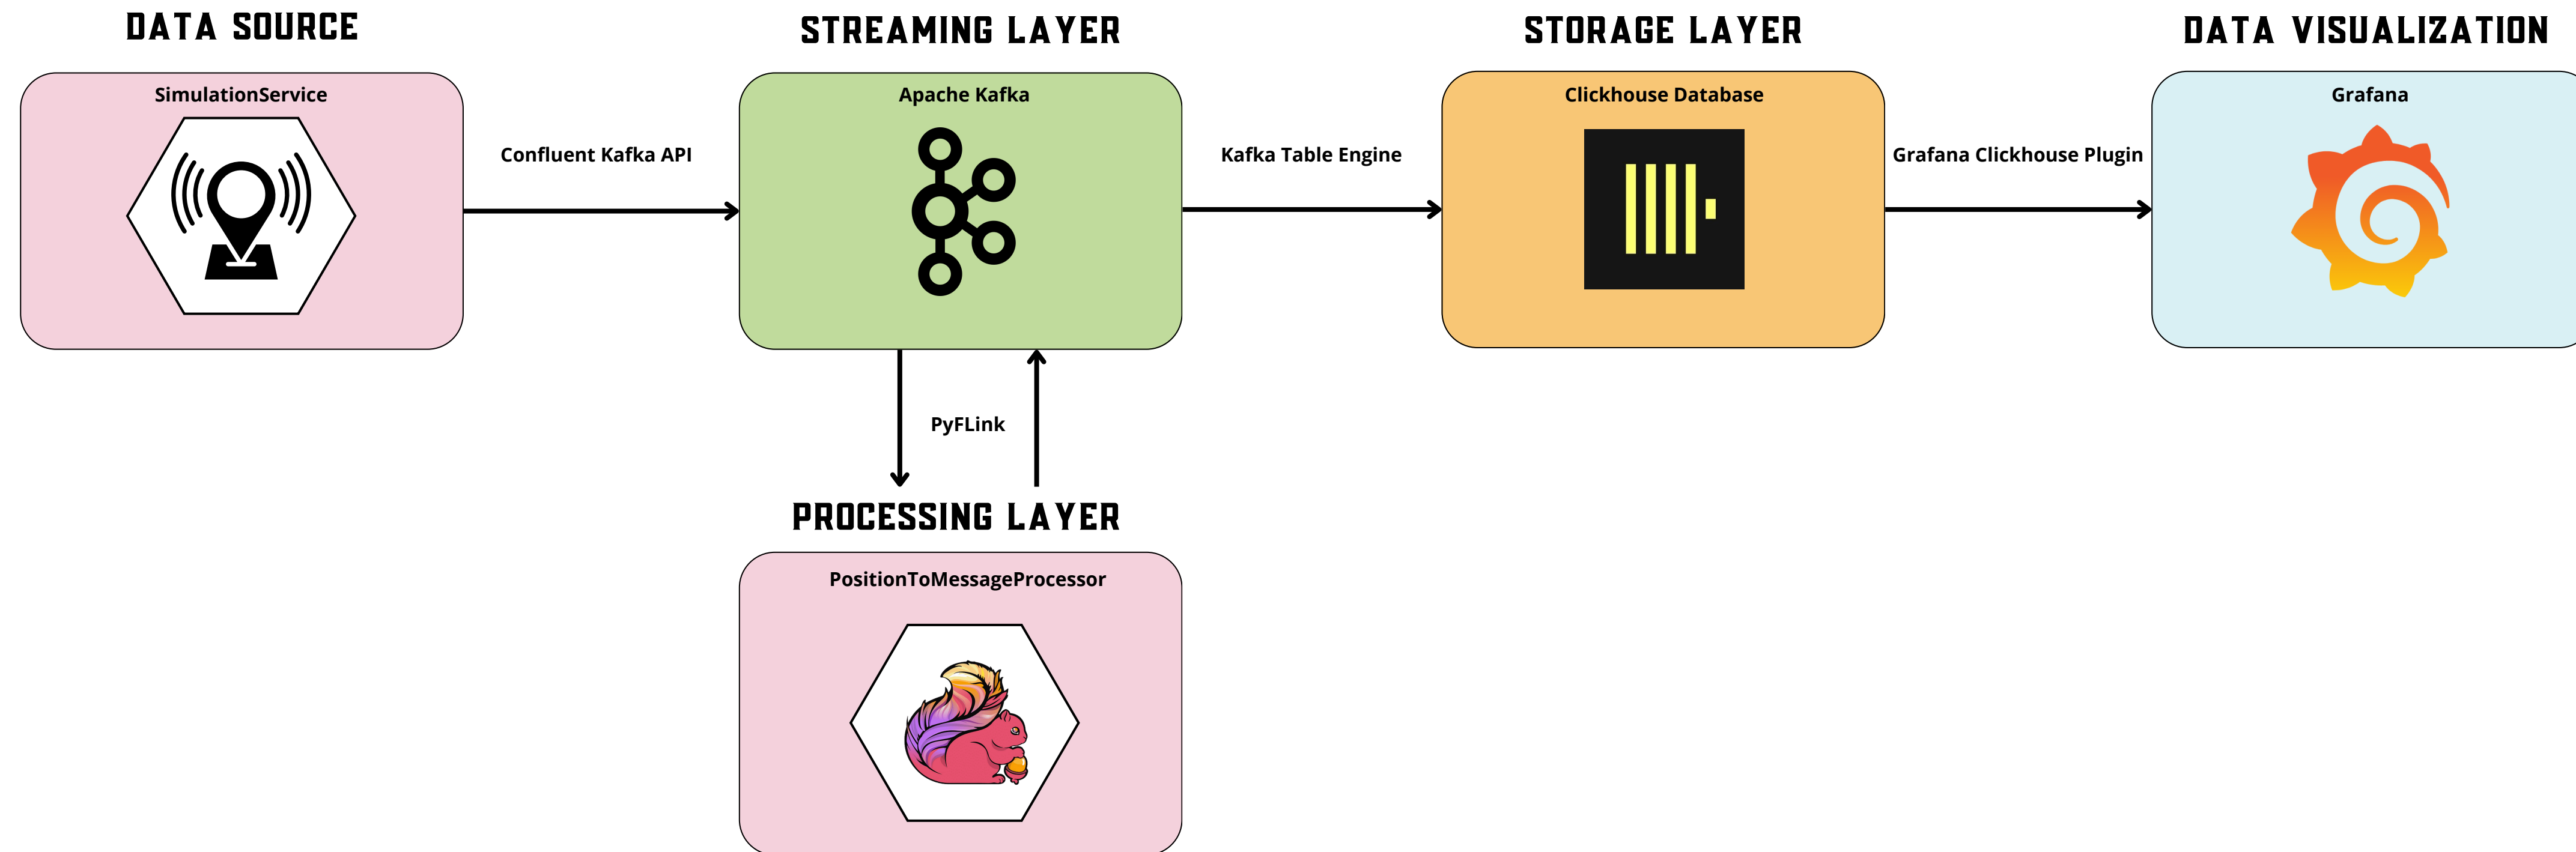 DATA SOURCE
STREAMING LAYER
STORAGE LAYER
DATA VISUALIZATION
SimulationService
Apache Kafka
Clickhouse Database
Grafana
Confluent Kafka API
Kafka Table Engine
Grafana Clickhouse Plugin
PyFLink
PROCESSING LAYER
PositionToMessageProcessor